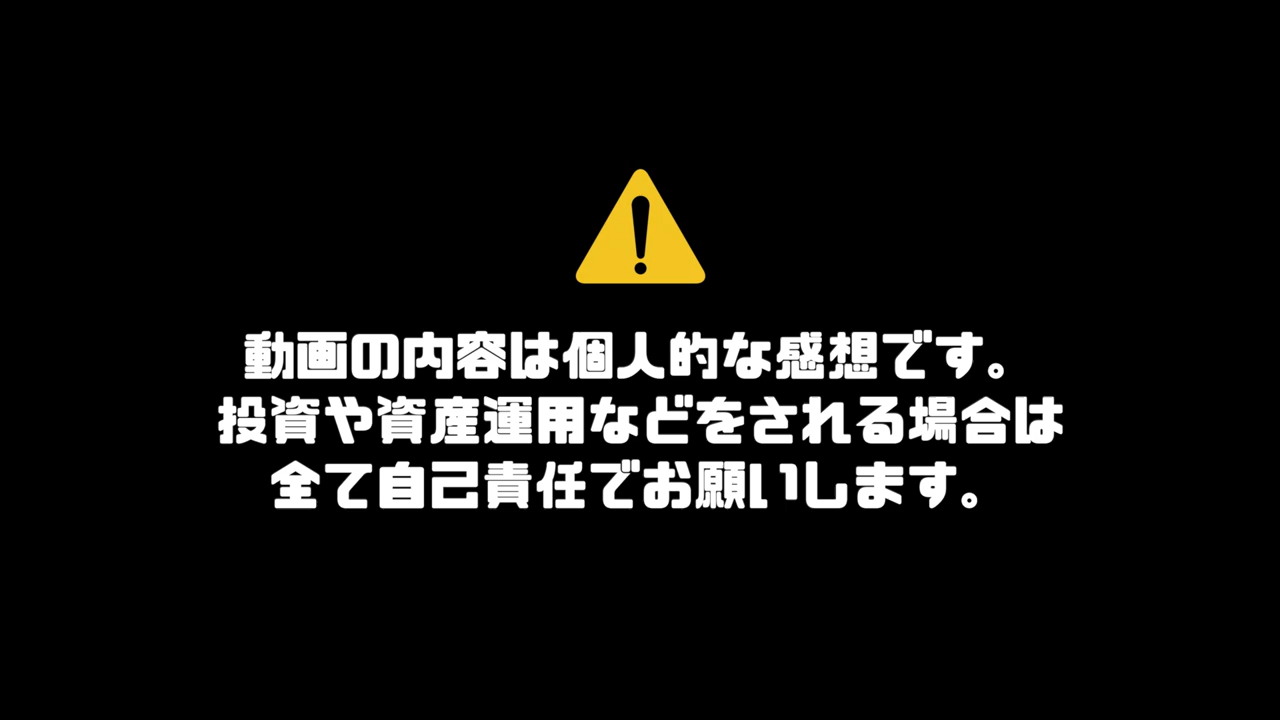 動画の内容は個人的な感想です。
投資や資産運用などをされる場合は
全て自己責任でお願いします。